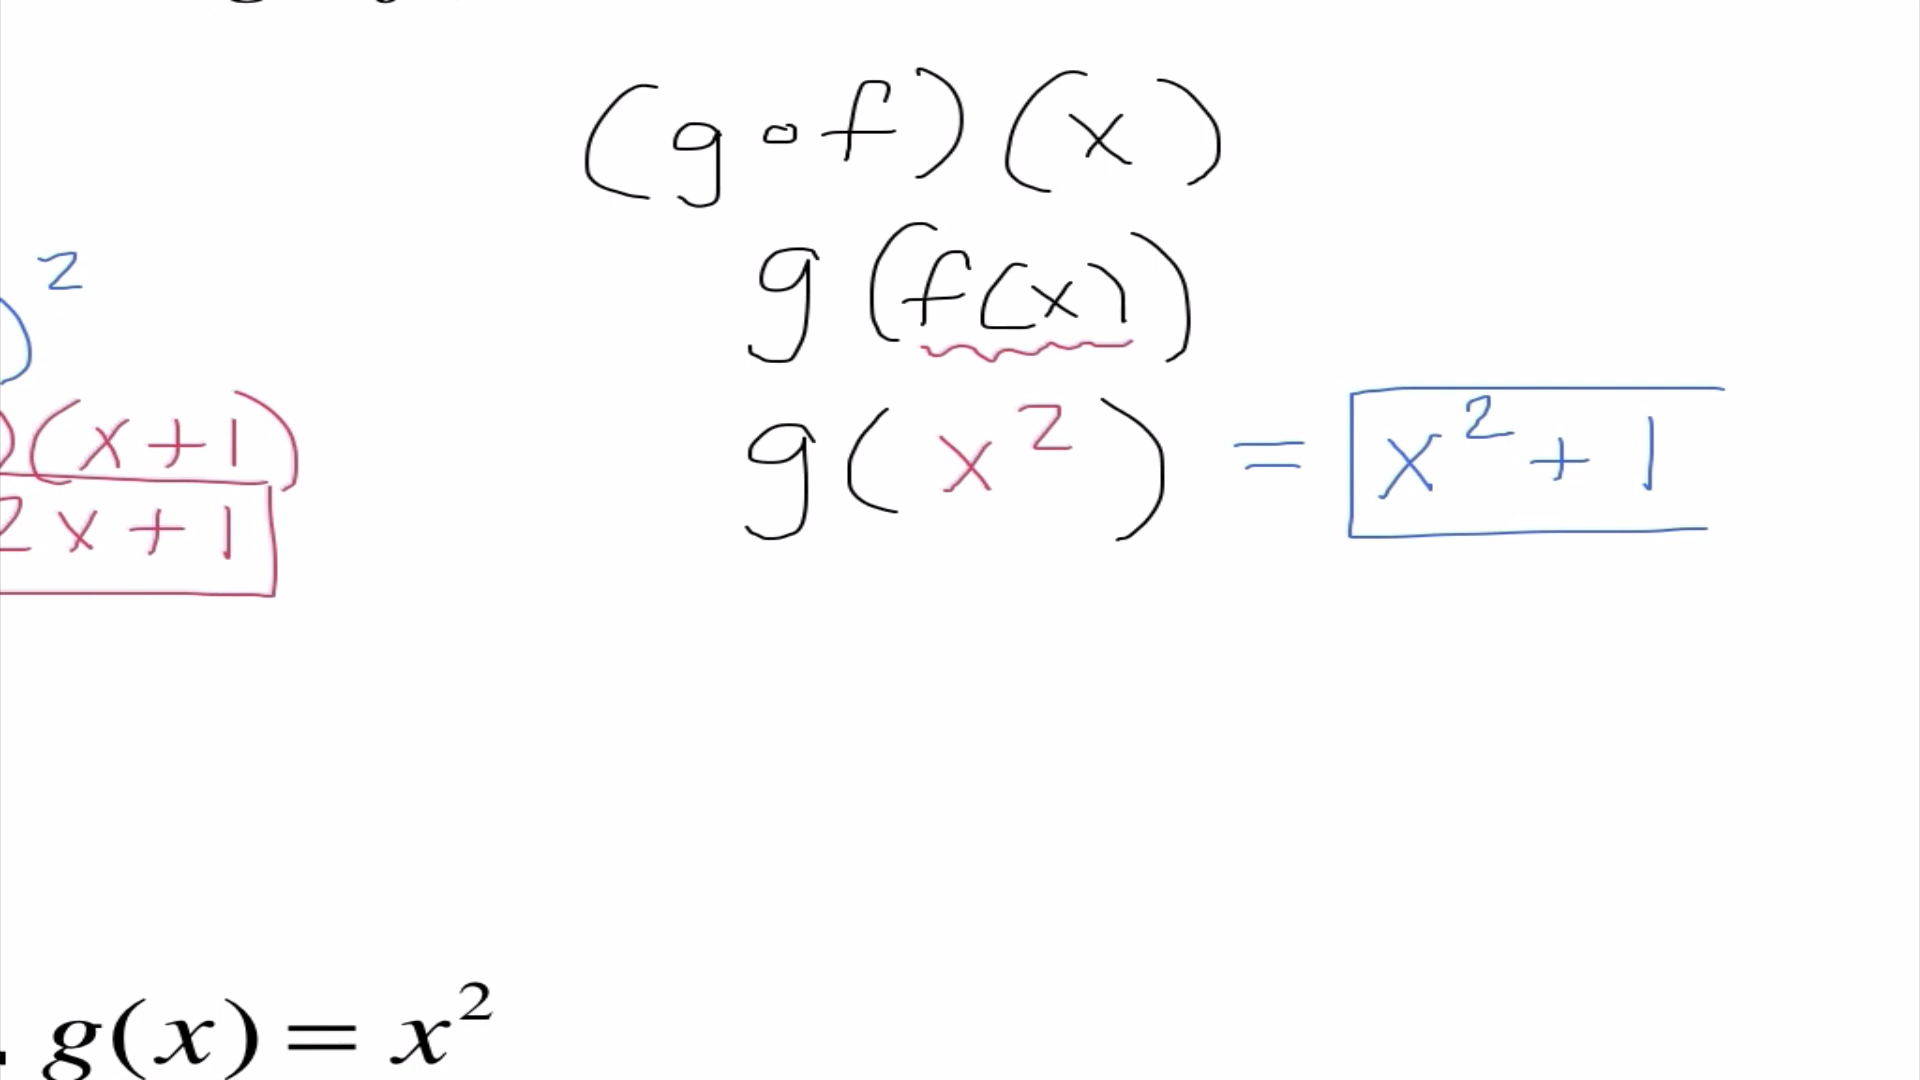 (g∘f)(x)
g(f(x))
)²
)(x+1)
2x+1
g(x²) = x²+1
g(x) = x²